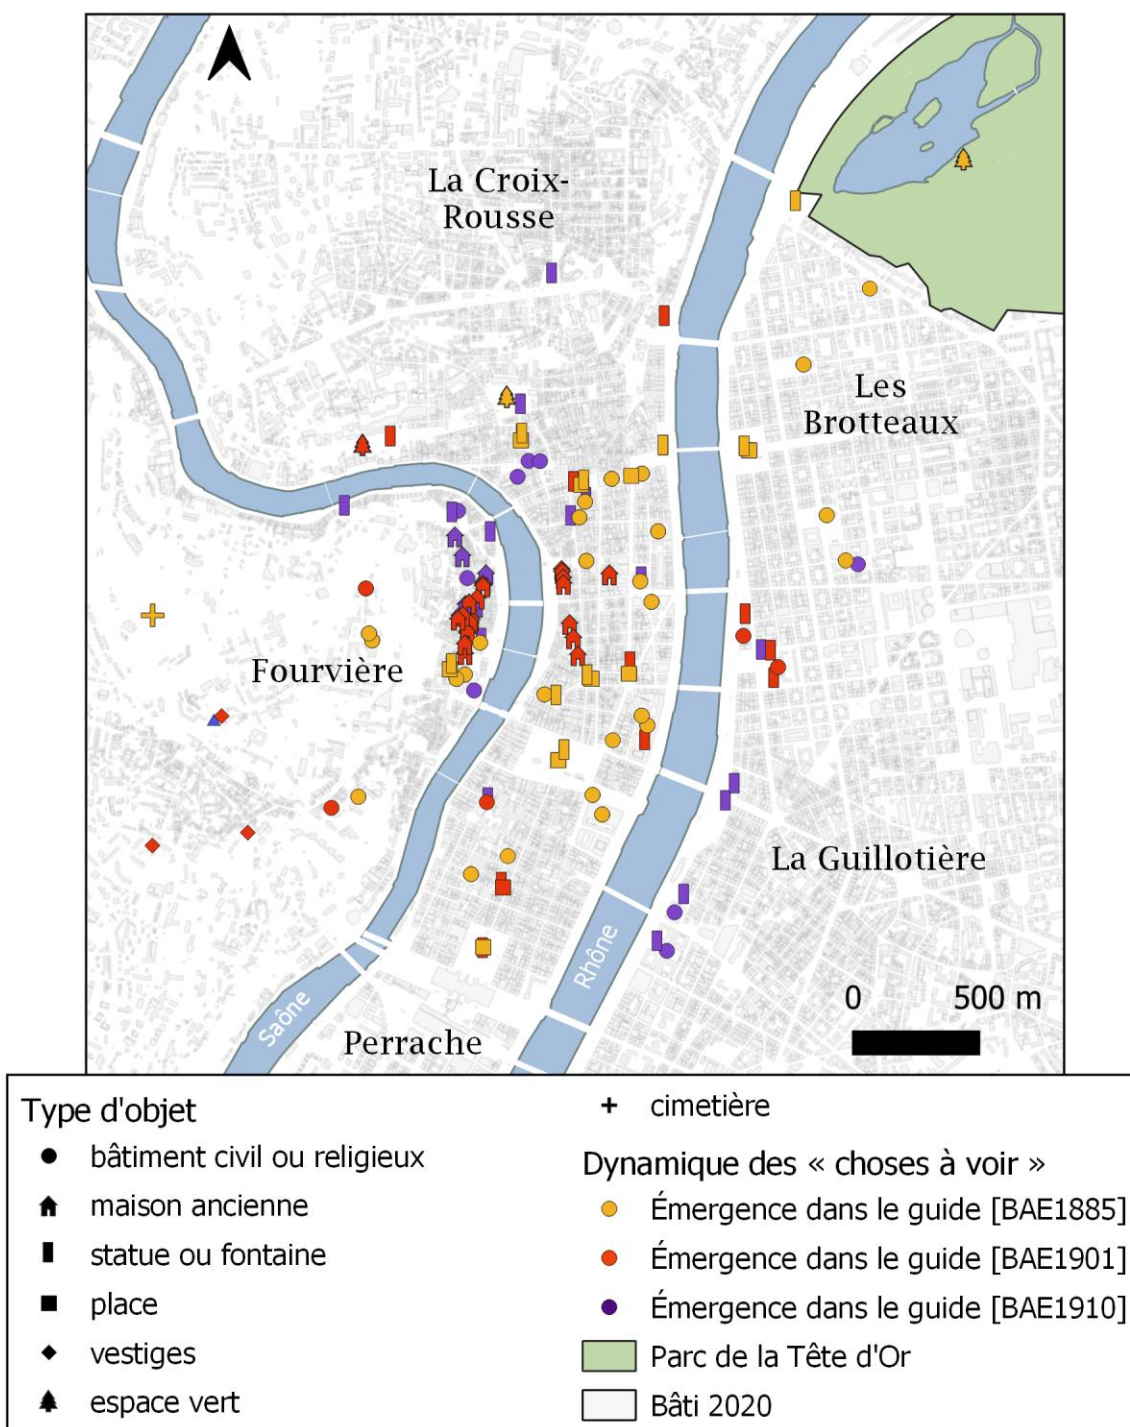 La Croix-
Rousse
Les
Brotteaux
Fourvière
La Guillotière
Rhône
Saône
Perrache
0 500 m
Type d'objet
bâtiment civil ou religieux
maison ancienne
statue ou fontaine
place
vestiges
espace vert
cimetière
Dynamique des « choses à voir »
Émergence dans le guide [BAE1885]
Émergence dans le guide [BAE1901]
Émergence dans le guide [BAE1910]
Parc de la Tête d'Or
Bâti 2020